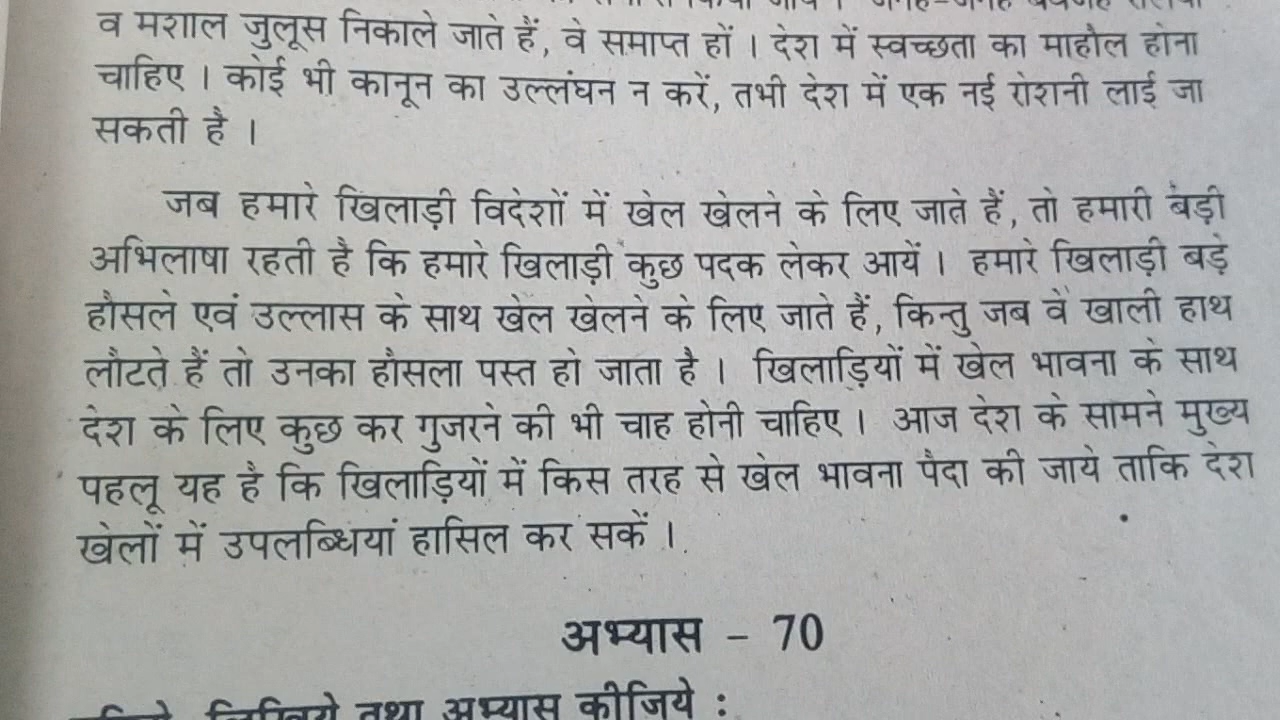 व मशाल जुलूस निकाले जाते हैं, वे समाप्त हों । देश में स्वच्छता का माहौल होना
चाहिए । कोई भी कानून का उल्लंघन न करें, तभी देश में एक नई रोशनी लाई जा
सकती है ।
जब हमारे खिलाड़ी विदेशों में खेल खेलने के लिए जाते हैं, तो हमारी बड़ी
अभिलाषा रहती है कि हमारे खिलाड़ी कुछ पदक लेकर आयें । हमारे खिलाड़ी बड़े
हौसले एवं उल्लास के साथ खेल खेलने के लिए जाते हैं, किन्तु जब वे खाली हाथ
लौटते हैं तो उनका हौसला पस्त हो जाता है । खिलाड़ियों में खेल भावना के साथ
देश के लिए कुछ कर गुजरने की भी चाह होनी चाहिए । आज देश के सामने मुख्य
पहलू यह है कि खिलाड़ियों में किस तरह से खेल भावना पैदा की जाये ताकि देश
खेलों में उपलब्धियां हासिल कर सकें ।
अभ्यास - 70
लिखिये तथा अभ्यास कीजिये :